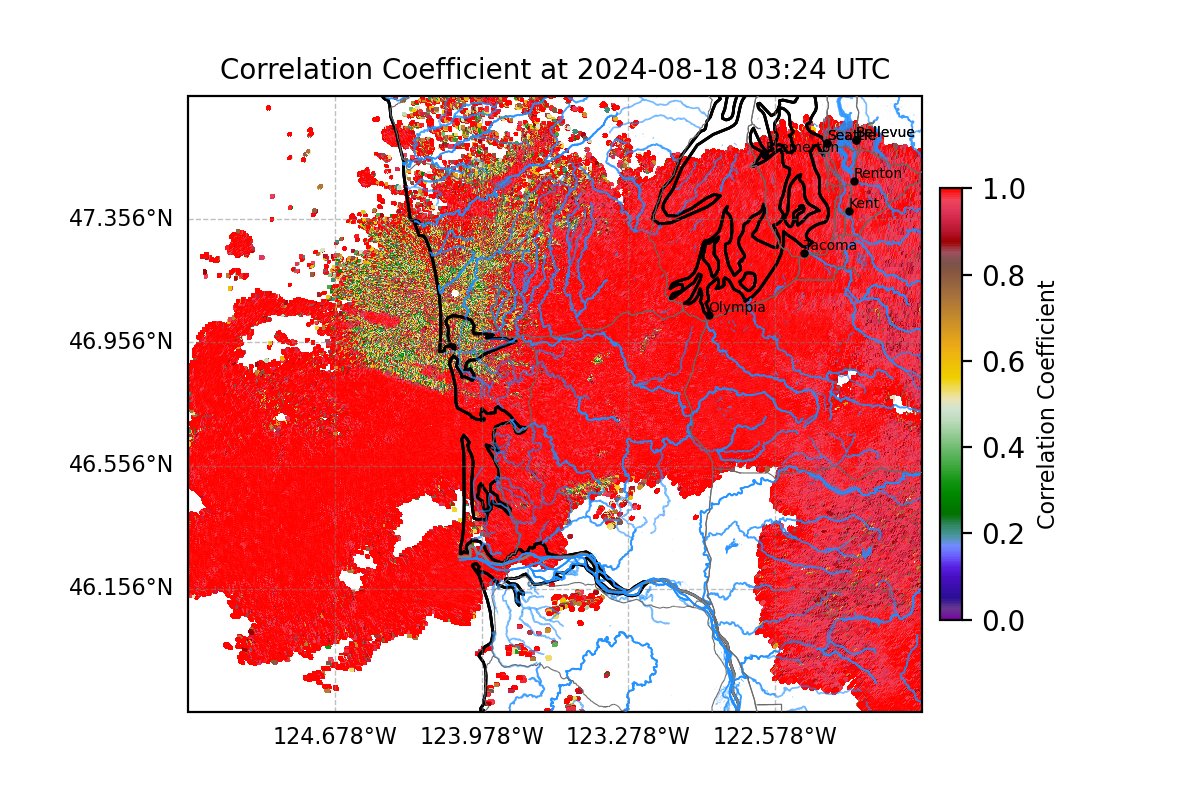 Correlation Coefficient at 2024-08-18 03:24 UTC
Seattle
Bellevue
Bremerton
Renton
Kent
Tacoma
Olympia
47.356°N
46.956°N
46.556°N
46.156°N
124.678°W
123.978°W
123.278°W
122.578°W
1.0
0.8
0.6
0.4
0.2
0.0
Correlation Coefficient